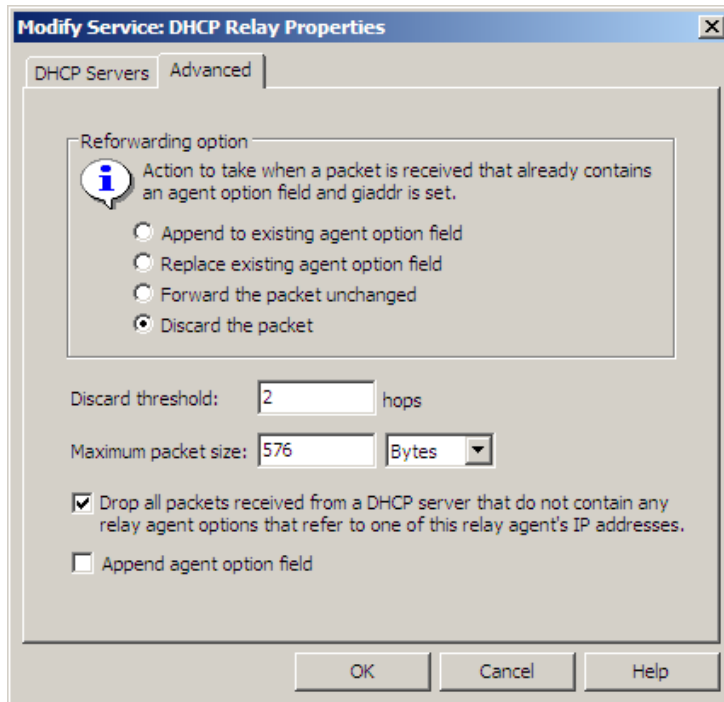 Modify Service: DHCP Relay Properties
DHCP Servers
Advanced
Reforwarding option
Action to take when a packet is received that already contains
an agent option field and giaddr is set.
Append to existing agent option field
Replace existing agent option field
Forward the packet unchanged
Discard the packet
Discard threshold: 2 hops
Maximum packet size: 576 Bytes
Drop all packets received from a DHCP server that do not contain any
relay agent options that refer to one of this relay agent's IP addresses.
Append agent option field
OK Cancel Help